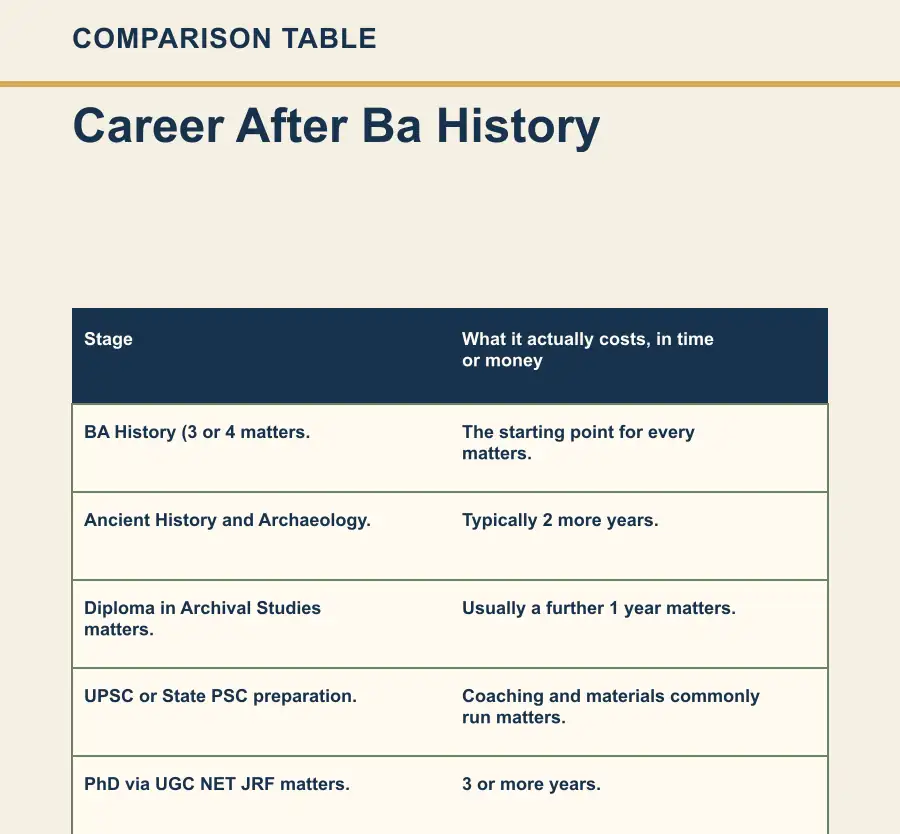 COMPARISON TABLE
Career After Ba History
Stage
What it actually costs, in time
or money
BA History (3 or 4 matters.
The starting point for every
matters.
Ancient History and Archaeology.
Typically 2 more years.
Diploma in Archival Studies
matters.
Usually a further 1 year matters.
UPSC or State PSC preparation.
Coaching and materials commonly
run matters.
PhD via UGC NET JRF matters.
3 or more years.